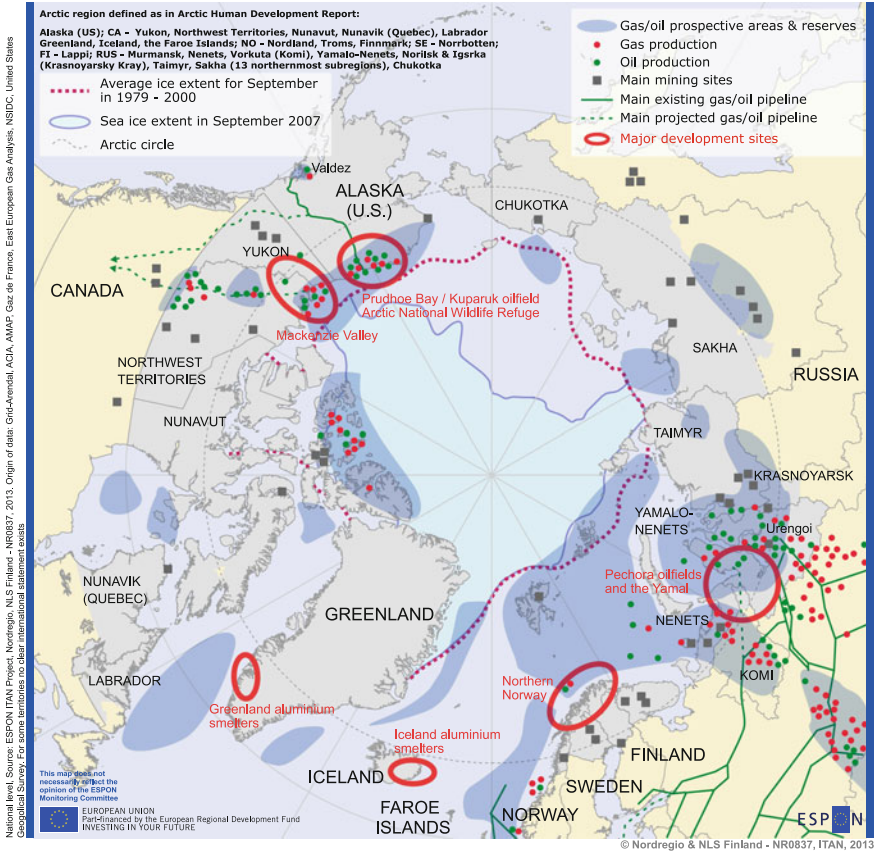 Arctic region defined as in Arctic Human Development Report:
Alaska (US); CA - Yukon, Northwest Territories, Nunavut, Nunavik (Quebec), Labrador
Greenland, Iceland, the Faroe Islands; NO - Nordland, Troms, Finnmark; SE - Norrbotten;
FI - Lappi; RUS - Murmansk, Nenets, Vorkuta (Komi), Yamalo-Nenets, Norilsk & Igsrka
(Krasnoyarsky Kray), Taimyr, Sakha (13 northernmost subregions), Chukotka
Average ice extent for September
in 1979 - 2000
Sea ice extent in September 2007
Arctic circle
Gas/oil prospective areas & reserves
Gas production
Oil production
Main mining sites
Main existing gas/oil pipeline
Main projected gas/oil pipeline
Major development sites
Valdez
ALASKA
(U.S.)
CHUKOTKA
YUKON
CANADA
Prudhoe Bay / Kuparuk oilfield
Arctic National Wildlife Refuge
Mackenzie Valley
NORTHWEST
TERRITORIES
SAKHA
RUSSIA
NUNAVUT
TAIMYR
KRASNOYARSK
YAMALO-
NENETS
Urengoi
Pechora oilfields
and the Yamal
NUNAVIK
(QUEBEC)
GREENLAND
NENETS
KOMI
LABRADOR
Northern
Norway
Greenland aluminium
smelters
Iceland aluminium
smelters
ICELAND
FINLAND
SWEDEN
FAROE
ISLANDS
NORWAY
This map does not
necessarily reflect the
opinion of the ESPON
Monitoring Committee
EUROPEAN UNION
Part-financed by the European Regional Development Fund
INVESTING IN YOUR FUTURE
ESPON
© Nordregio & NLS Finland - NR0837, ITAN, 2013
National level, Source: ESPON ITAN Project, Nordregio, NLS Finland - NR0837, 2013. Origin of data: Grid-Arendal, ACIA, AMAP, Gaz de France, East European Gas Analysis, NSIDC, United States
Geogolical Survey. For some territories no clear international statement exists